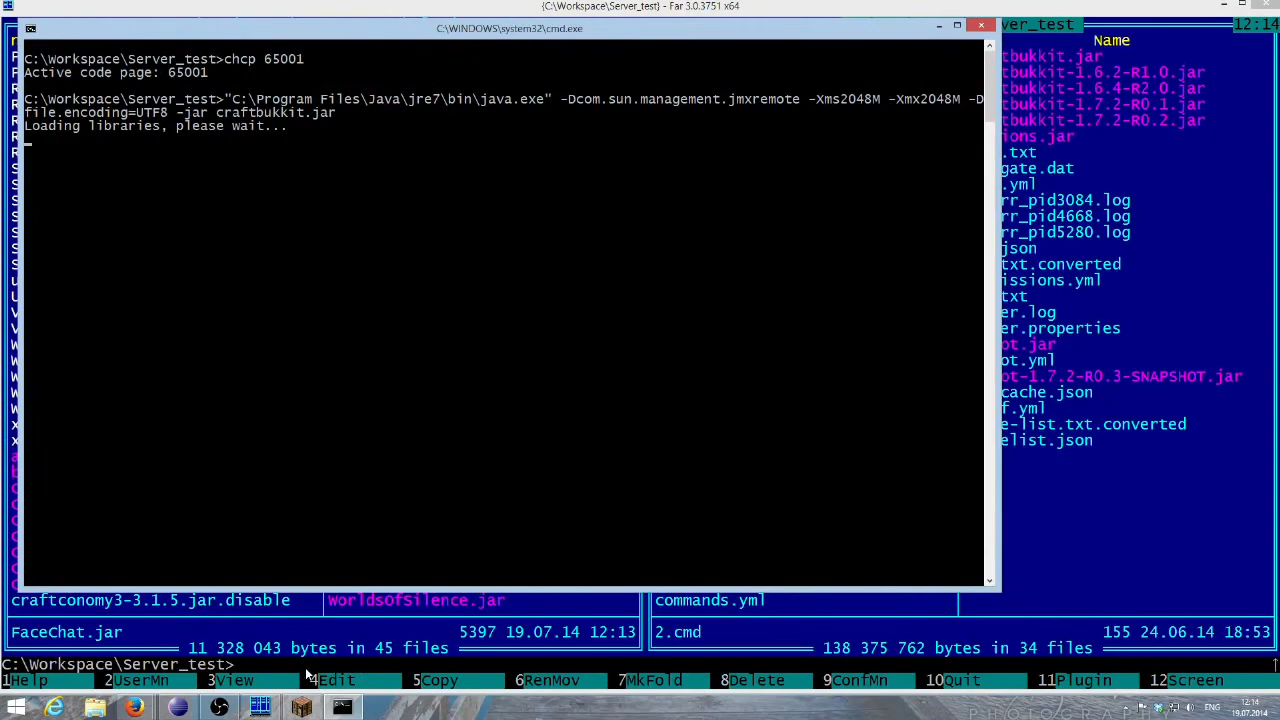 {C:\Workspace\Server_test} - Far 3.0.3751 x64
C:\WINDOWS\system32\cmd.exe
ver_test
12:14
C:\Workspace\Server_test>chcp 65001
Active code page: 65001
C:\Workspace\Server_test>"C:\Program Files\Java\jre7\bin\java.exe" -Dcom.sun.management.jmxremote -Xms2048M -Xmx2048M -D
file.encoding=UTF8 -jar craftbukkit.jar
Loading libraries, please wait...
Name
tbukkit.jar
tbukkit-1.6.2-R1.0.jar
tbukkit-1.6.4-R2.0.jar
tbukkit-1.7.2-R0.1.jar
tbukkit-1.7.2-R0.2.jar
ions.jar
.txt
gate.dat
.yml
rr_pid3084.log
rr_pid4668.log
rr_pid5280.log
json
txt.converted
issions.yml
txt
er.log
er.properties
ot.jar
ot.yml
ot-1.7.2-R0.3-SNAPSHOT.jar
cache.json
f.yml
e-list.txt.converted
elist.json
craftconomy3-3.1.5.jar.disable
WorldsOfSilence.jar
commands.yml
FaceChat.jar
5397 19.07.14 12:13
2.cmd
155 24.06.14 18:53
11 328 043 bytes in 45 files
138 375 762 bytes in 34 files
C:\Workspace\Server_test>
1Help 2UserMn 3View 4Edit 5Copy 6RenMov 7MkFold 8Delete 9ConfMn 10Quit 11Plugin 12Screen
ENG
12:14
19.07.2014